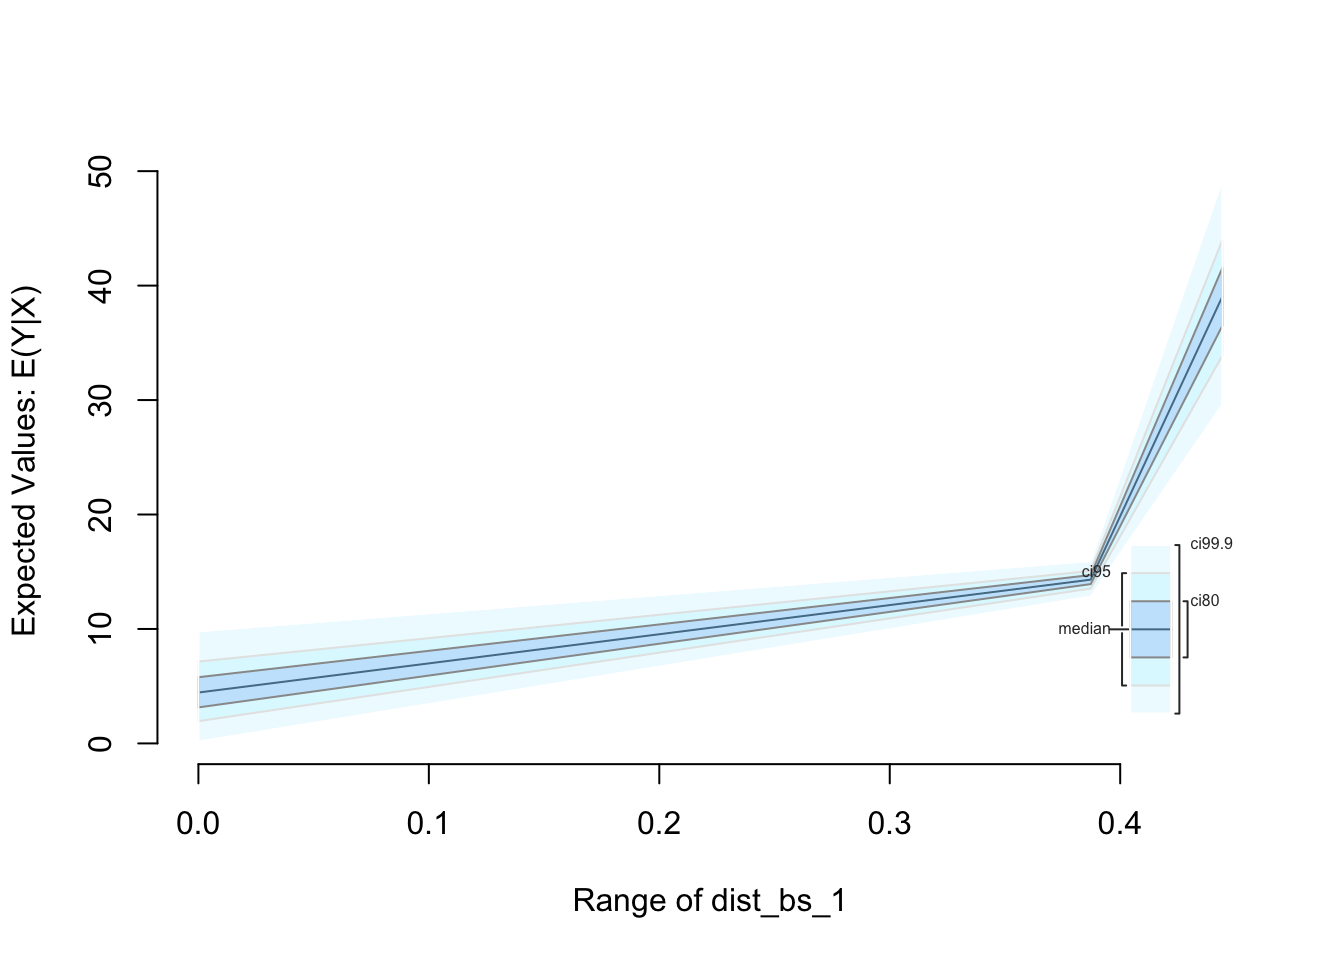 Expected Values: E(Y|X)
50
40
30
20
10
0
ci99.9
ci95
ci80
median
0.0 0.1 0.2 0.3 0.4
Range of dist_bs_1